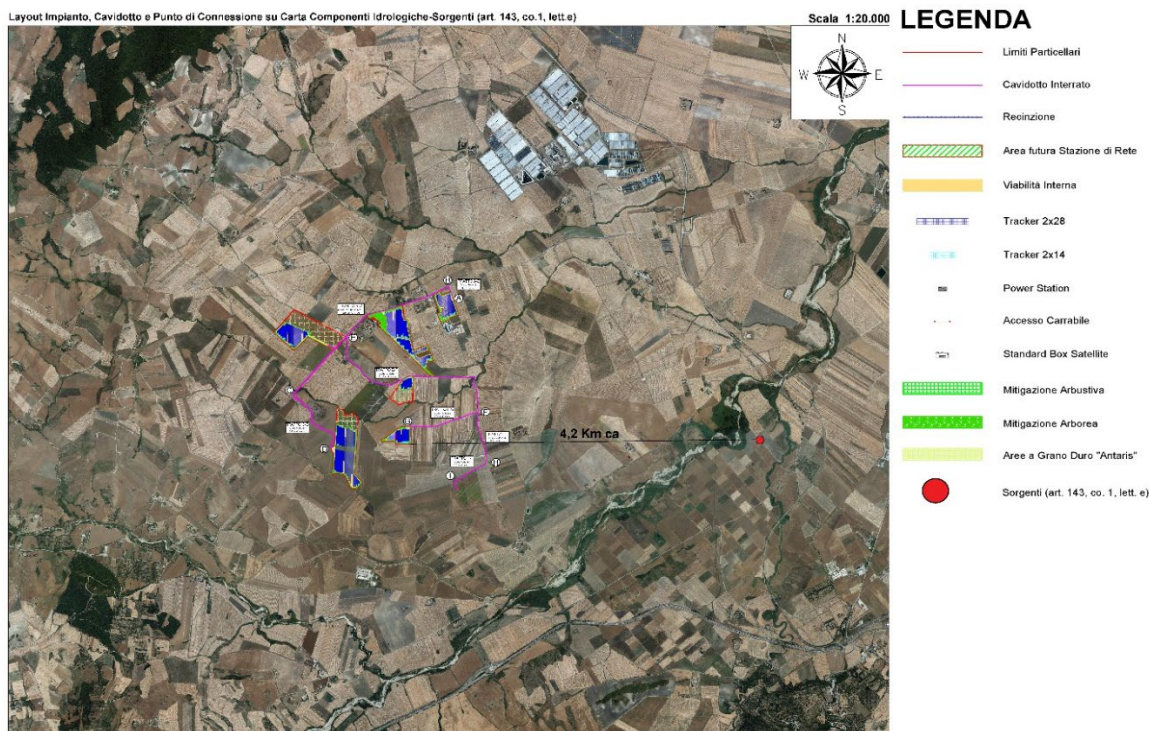 Layout Impianto, Cavidotto e Punto di Connessione su Carta Componenti Idrologiche-Sorgenti (art. 143, co.1, lett.e)
Scala 1:20.000
N
W E
S
H
A
E
C
F
G
4,2 Km ca
D
H
I
LEGENDA
Limiti Particellari
Cavidotto Interrato
Recinzione
Area futura Stazione di Rete
Viabilità Interna
Tracker 2x28
Tracker 2x14
Power Station
Accesso Carrabile
Standard Box Satellite
Mitigazione Arbustiva
Mitigazione Arborea
Aree a Grano Duro "Antaris"
Sorgenti (art. 143, co. 1, lett. e)